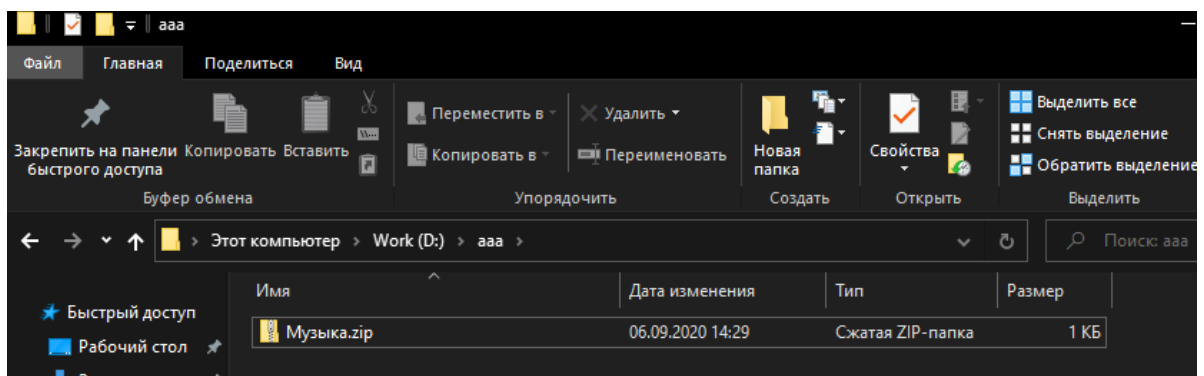 aaa
Файл Главная Поделиться Вид
Закрепить на панели быстрого доступа
Копировать
Вставить
Буфер обмена
Переместить в
Копировать в
Удалить
Переименовать
Упорядочить
Новая папка
Создать
Свойства
Открыть
Выделить все
Снять выделение
Обратить выделение
Выделить
Этот компьютер > Work (D:) > aaa >
Поиск: aaa
Имя Дата изменения Тип Размер
Быстрый доступ
Музыка.zip 06.09.2020 14:29 Сжатая ZIP-папка 1 КБ
Рабочий стол